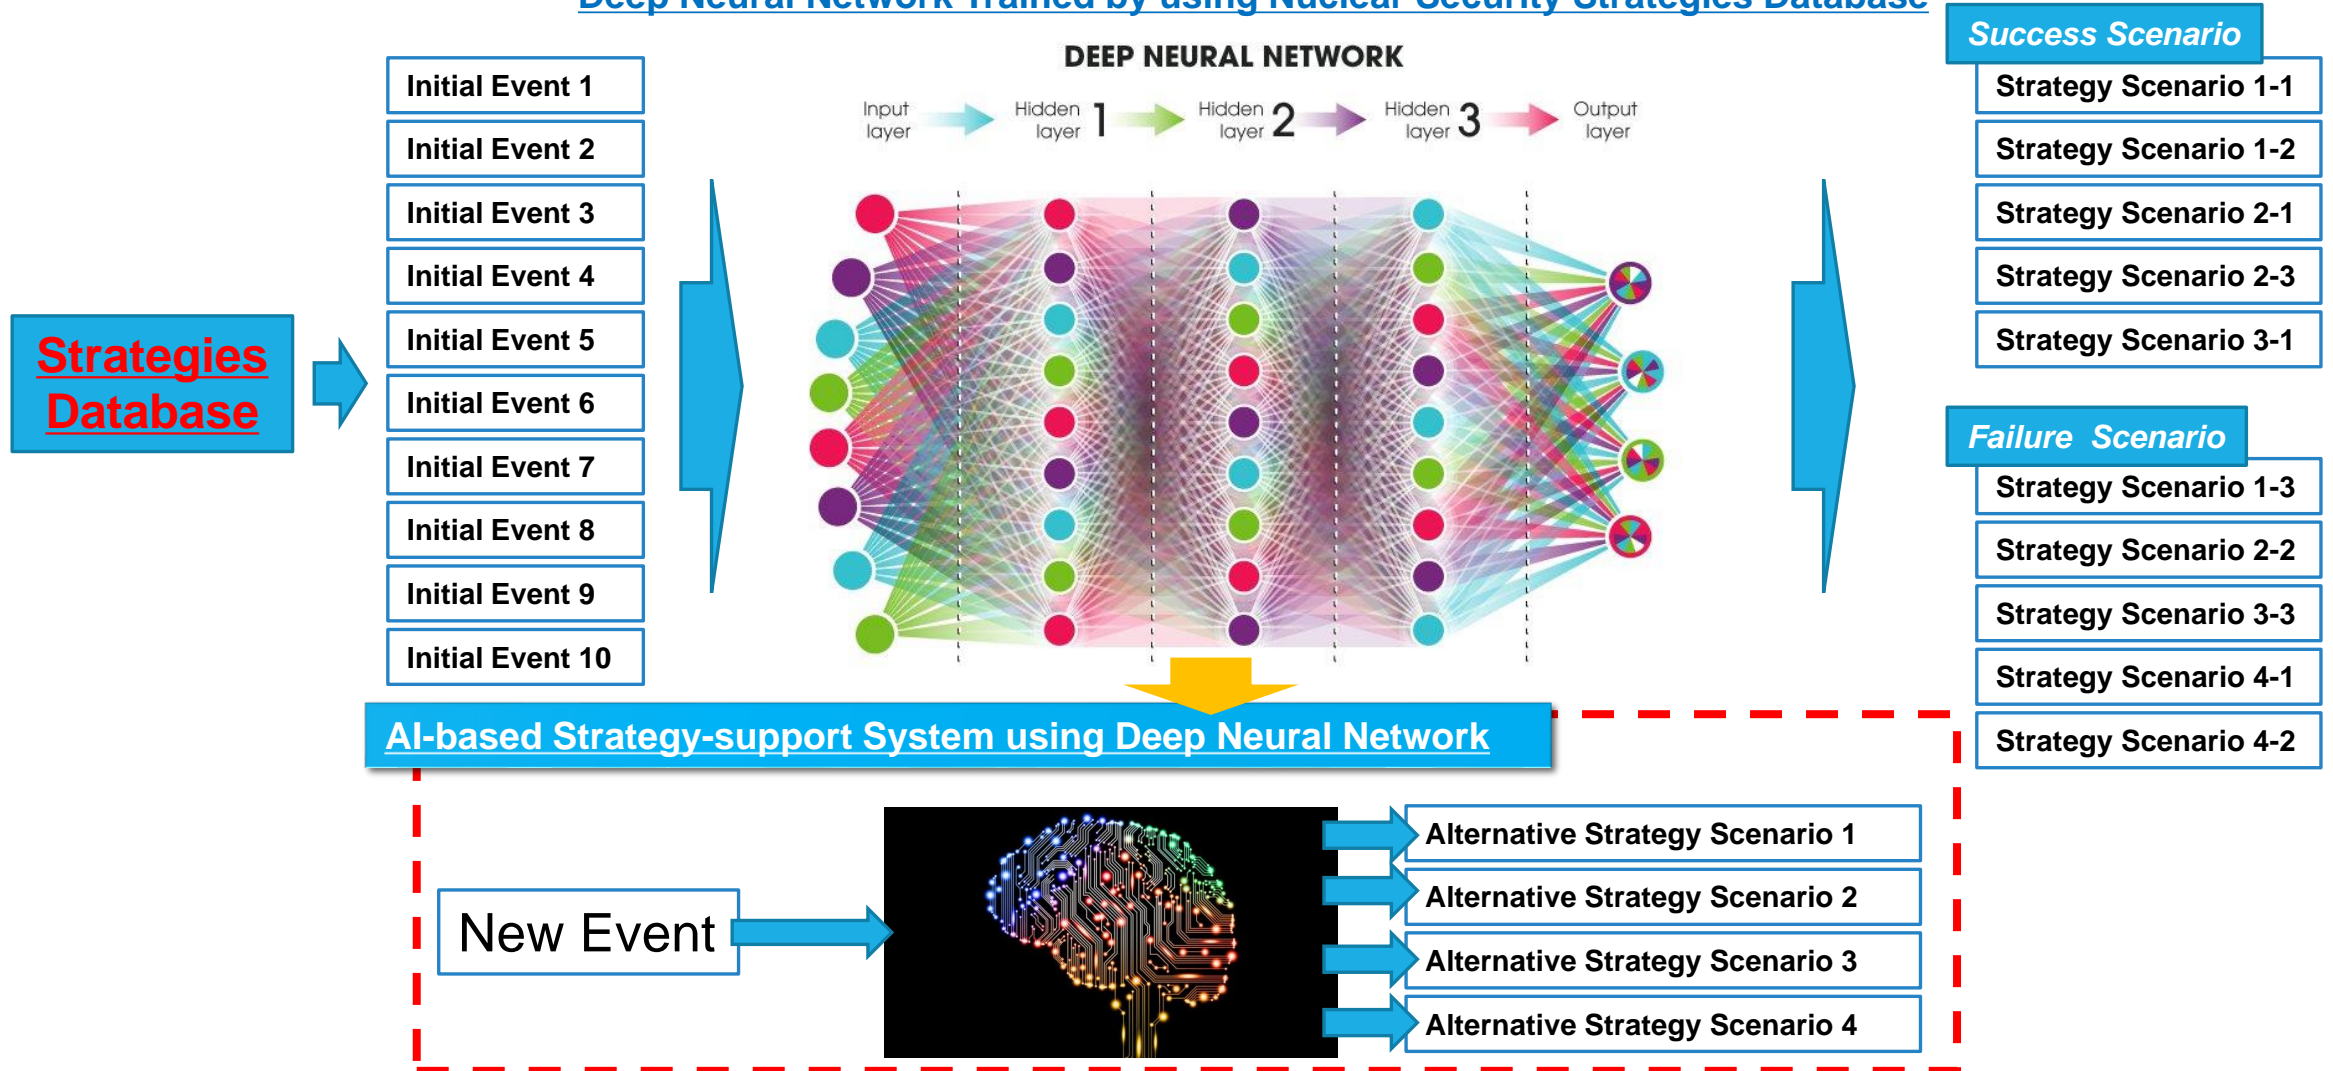 Deep Neural Network Trained by using Nuclear Security Strategies Database
Strategies
Database
Initial Event 1
Initial Event 2
Initial Event 3
Initial Event 4
Initial Event 5
Initial Event 6
Initial Event 7
Initial Event 8
Initial Event 9
Initial Event 10
DEEP NEURAL NETWORK
Input
layer
Hidden
layer 1
Hidden
layer 2
Hidden
layer 3
Output
layer
Success Scenario
Strategy Scenario 1-1
Strategy Scenario 1-2
Strategy Scenario 2-1
Strategy Scenario 2-3
Strategy Scenario 3-1
Failure Scenario
Strategy Scenario 1-3
Strategy Scenario 2-2
Strategy Scenario 3-3
Strategy Scenario 4-1
Strategy Scenario 4-2
AI-based Strategy-support System using Deep Neural Network
New Event
Alternative Strategy Scenario 1
Alternative Strategy Scenario 2
Alternative Strategy Scenario 3
Alternative Strategy Scenario 4